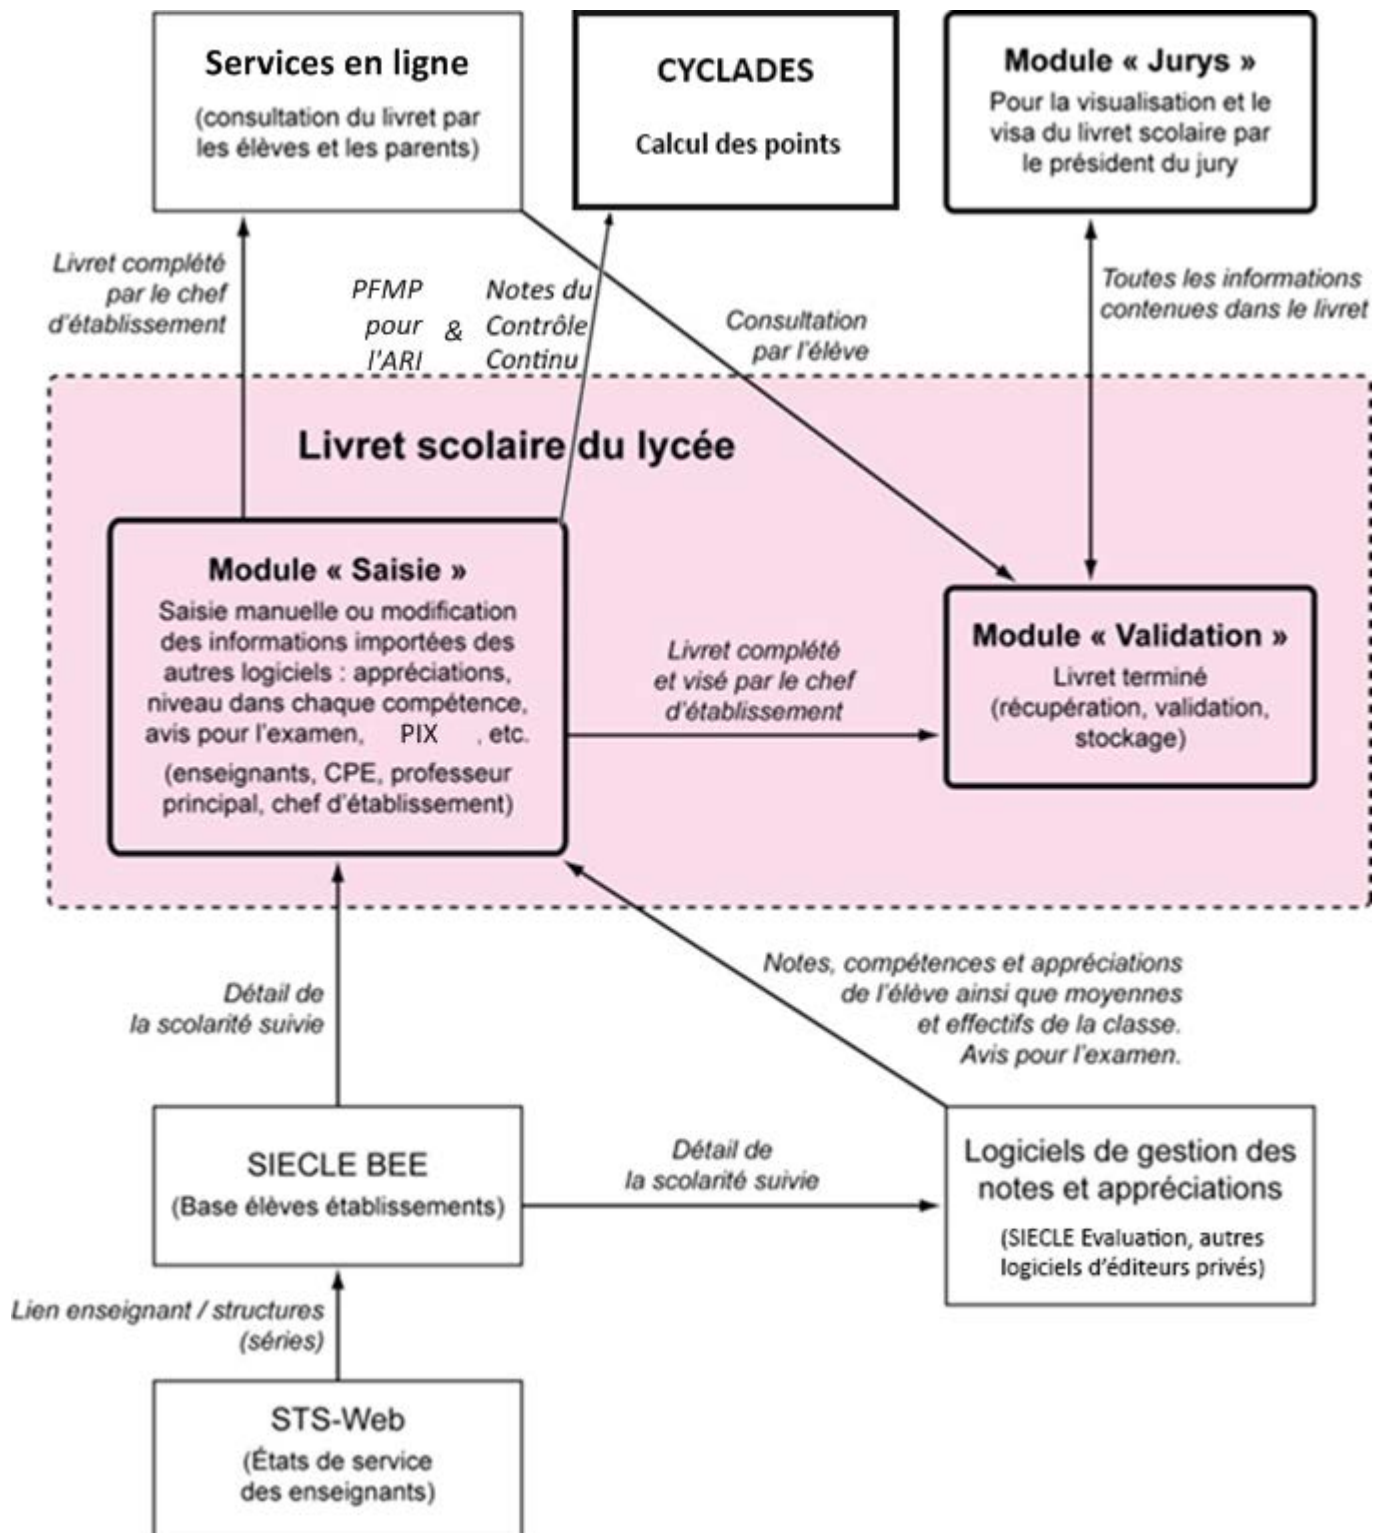 Services en ligne
(consultation du livret par
les élèves et les parents)
CYCLADES
Calcul des points
Module « Jurys »
Pour la visualisation et le
visa du livret scolaire par
le président du jury
Livret complété
par le chef
d'établissement
PFMP
pour
l'ARI
&
Notes du
Contrôle
Continu
Consultation
par l'élève
Toutes les informations
contenues dans le livret
Livret scolaire du lycée
Module « Saisie »
Saisie manuelle ou modification
des informations importées des
autres logiciels : appréciations,
niveau dans chaque compétence,
avis pour l'examen, PIX , etc.
(enseignants, CPE, professeur
principal, chef d'établissement)
Livret complété
et visé par le chef
d'établissement
Module « Validation »
Livret terminé
(récupération, validation,
stockage)
Détail de
la scolarité suivie
Notes, compétences et appréciations
de l'élève ainsi que moyennes
et effectifs de la classe.
Avis pour l'examen.
SIECLE BEE
(Base élèves établissements)
Détail de
la scolarité suivie
Logiciels de gestion des
notes et appréciations
(SIECLE Evaluation, autres
logiciels d'éditeurs privés)
Lien enseignant / structures
(séries)
STS-Web
(États de service
des enseignants)